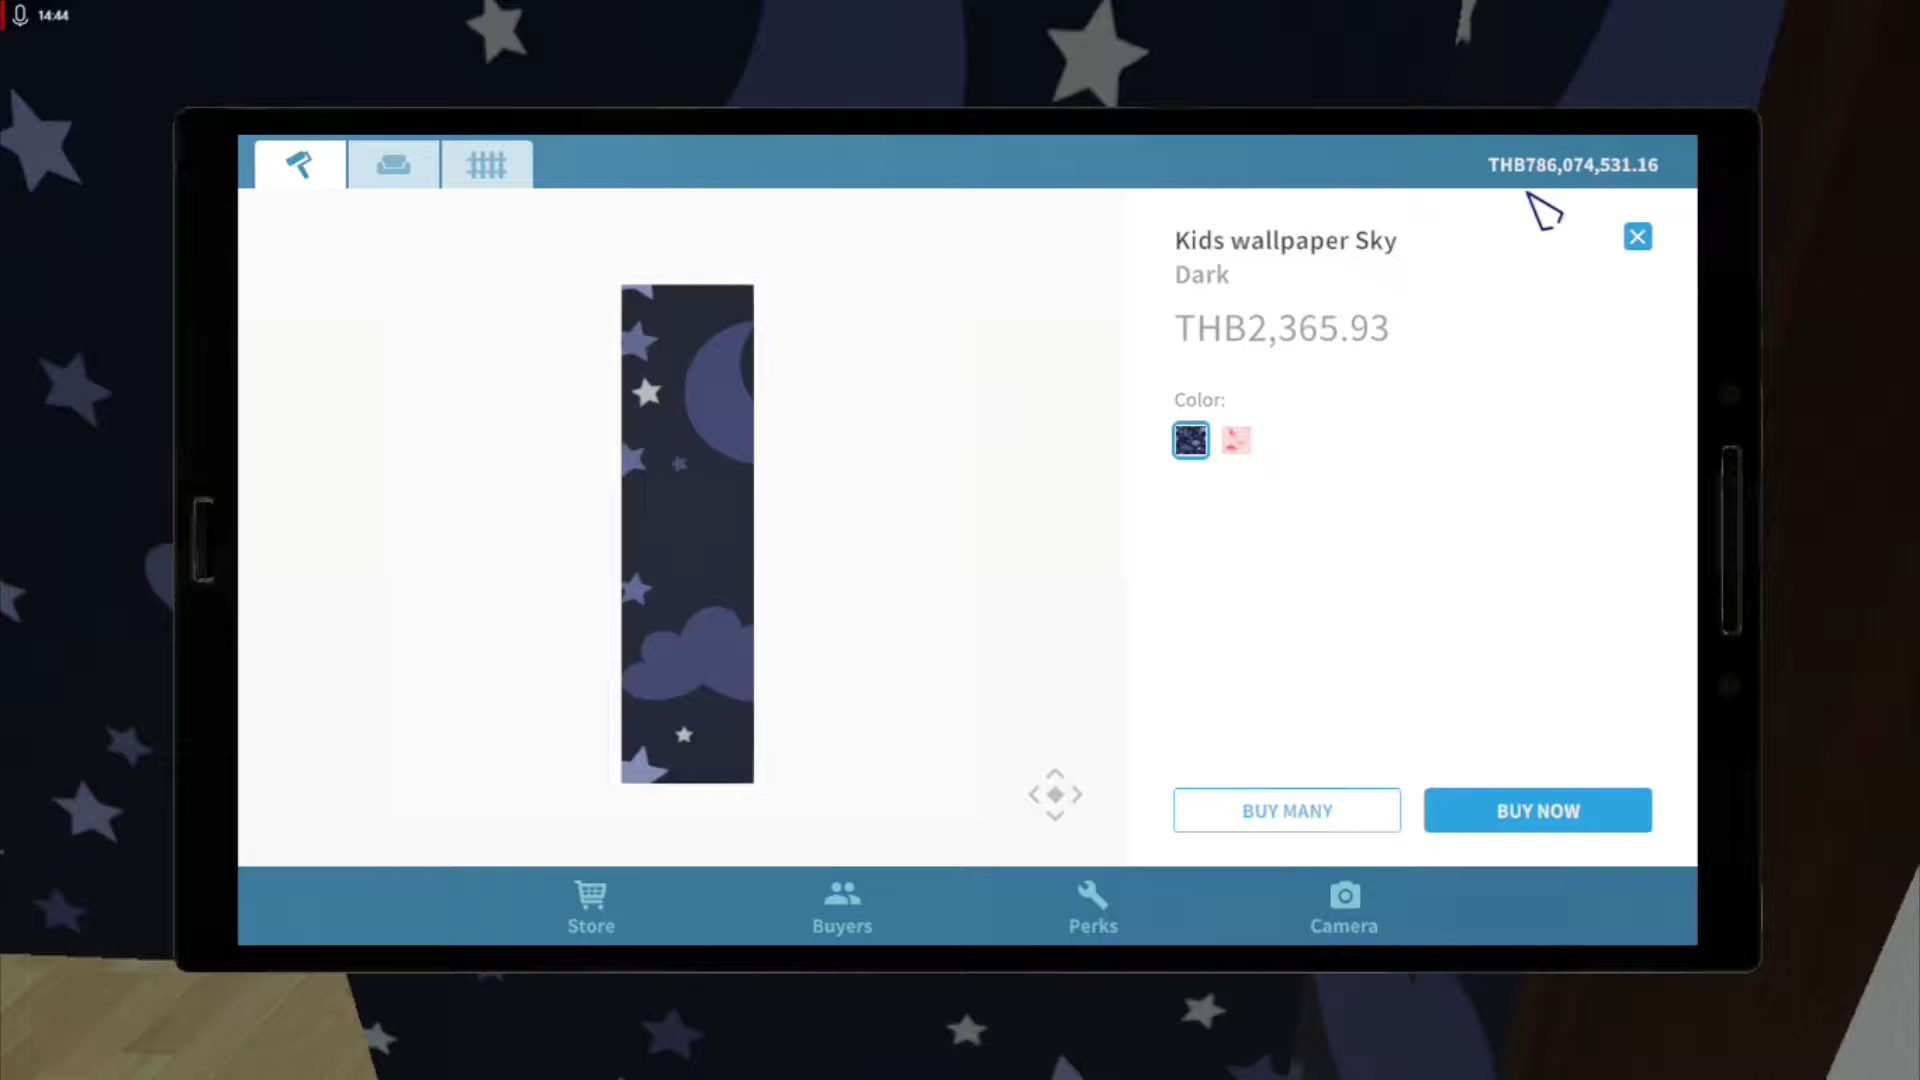 14:44
THB786,074,531.16
Kids wallpaper Sky
Dark
THB2,365.93
Color:
BUY MANY
BUY NOW
Store
Buyers
Perks
Camera